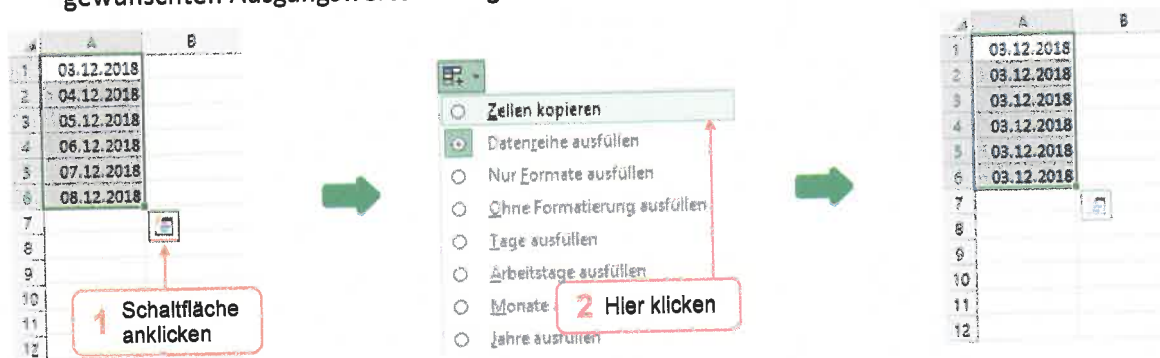 gewünschten Ausgangswert
A B
1 03.12.2018
2 04.12.2018
3 05.12.2018
4 06.12.2018
5 07.12.2018
6 08.12.2018
7
8
9
10
11
12
1 Schaltfläche
anklicken
Zellen kopieren
Datenreihe ausfüllen
Nur Formate ausfüllen
Ohne Formatierung ausfüllen
Tage ausfüllen
Arbeitstage ausfüllen
Monate
2 Hier klicken
Jahre ausfüllen
A B
1 03.12.2018
2 03.12.2018
3 03.12.2018
4 03.12.2018
5 03.12.2018
6 03.12.2018
7
8
9
10
11
12